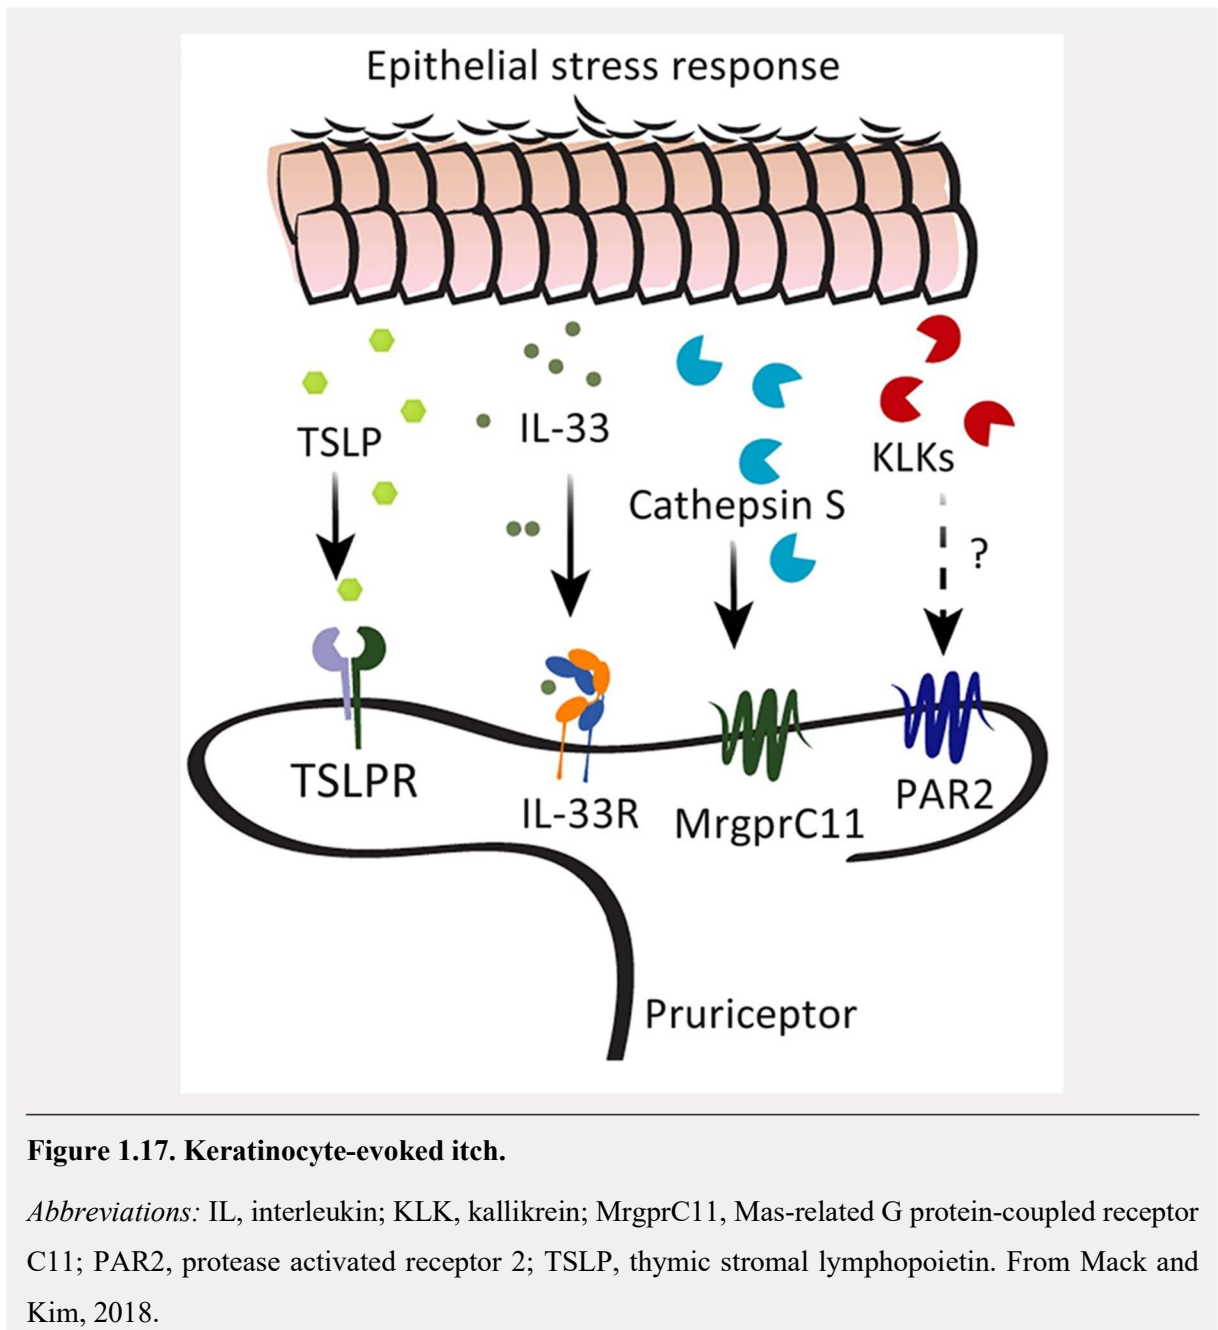 Epithelial stress response
TSLP
IL-33
Cathepsin S
KLKs
?
TSLPR
IL-33R
MrgprC11
PAR2
Pruriceptor
Figure 1.17. Keratinocyte-evoked itch.
Abbreviations: IL, interleukin; KLK, kallikrein; MrgprC11, Mas-related G protein-coupled receptor
C11; PAR2, protease activated receptor 2; TSLP, thymic stromal lymphopoietin. From Mack and
Kim, 2018.